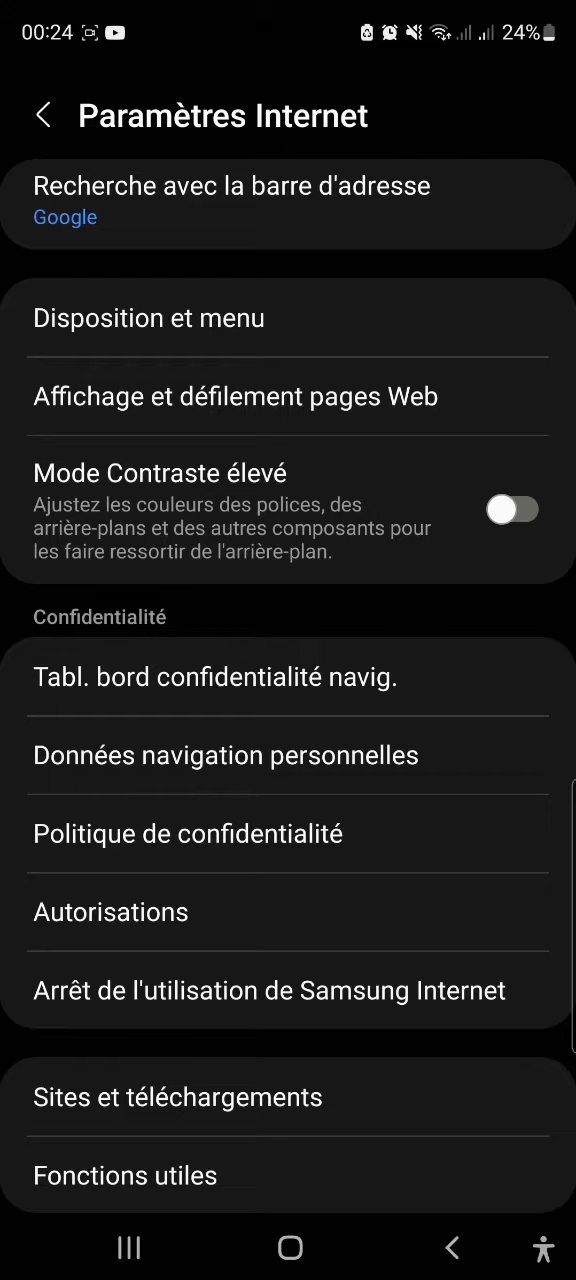 00:24 24%
Paramètres Internet
Recherche avec la barre d'adresse
Google
Disposition et menu
Affichage et défilement pages Web
Mode Contraste élevé
Ajustez les couleurs des polices, des
arrière-plans et des autres composants pour
les faire ressortir de l'arrière-plan.
Confidentialité
Tabl. bord confidentialité navig.
Données navigation personnelles
Politique de confidentialité
Autorisations
Arrêt de l'utilisation de Samsung Internet
Sites et téléchargements
Fonctions utiles